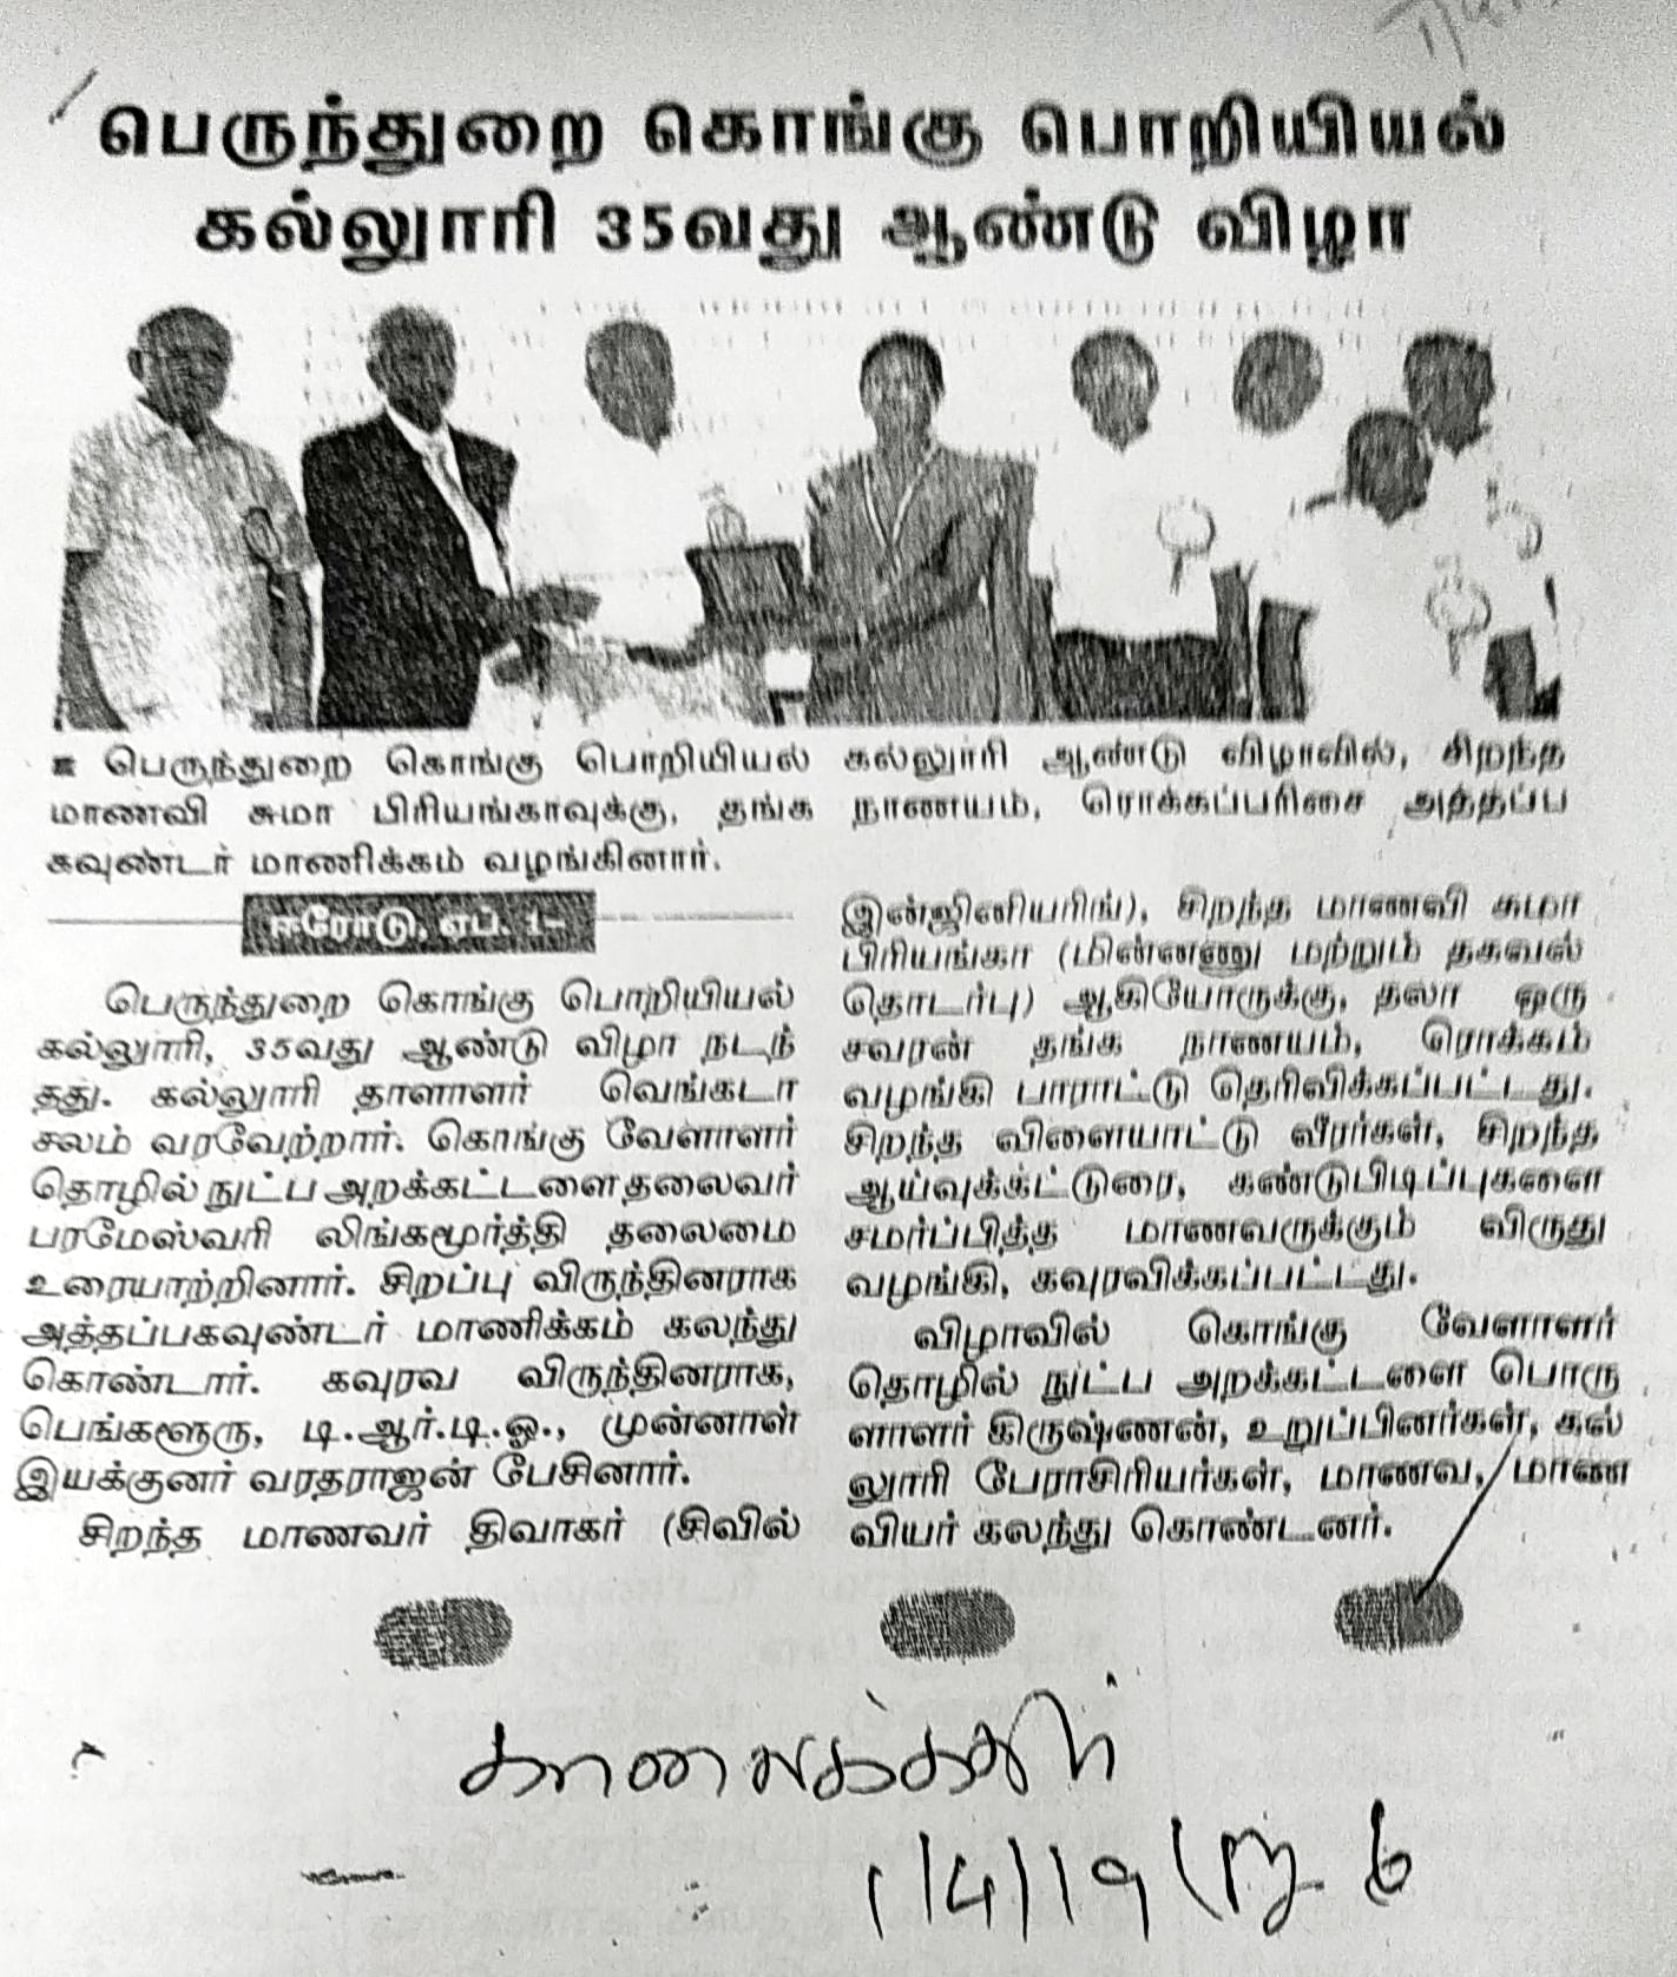 பெருந்துறை கொங்கு பொறியியல்
கல்லுாரி 35வது ஆண்டு விழா
பெருந்துறை கொங்கு பொறியியல் கல்லுாரி ஆண்டு விழாவில், சிறந்த
மாணவி சுமா பிரியங்காவுக்கு, தங்க நாணயம், ரொக்கப்பரிசை அத்தப்ப
கவுண்டர் மாணிக்கம் வழங்கினார்.
ஈரோடு, ஏப். 1–
பெருந்துறை கொங்கு பொறியியல்
கல்லுாரி, 35வது ஆண்டு விழா நடந்
தது. கல்லுாரி தாளாளர் வெங்கடா
சலம் வரவேற்றார். கொங்கு வேளாளர்
தொழில் நுட்ப அறக்கட்டளை தலைவர்
பரமேஸ்வரி லிங்கமூர்த்தி தலைமை
உரையாற்றினார். சிறப்பு விருந்தினராக
அத்தப்பகவுண்டர் மாணிக்கம் கலந்து
கொண்டார். கவுரவ விருந்தினராக,
பெங்களூரு, டி.ஆர்.டி.ஓ., முன்னாள்
இயக்குனர் வரதராஜன் பேசினார்.
சிறந்த மாணவர் திவாகர் (சிவில்
இன்ஜினியரிங்), சிறந்த மாணவி சுமா
பிரியங்கா (மின்னணு மற்றும் தகவல்
தொடர்பு) ஆகியோருக்கு, தலா ஒரு
சவரன் தங்க நாணயம், ரொக்கம்
வழங்கி பாராட்டு தெரிவிக்கப்பட்டது.
சிறந்த விளையாட்டு வீரர்கள், சிறந்த
ஆய்வுக்கட்டுரை, கண்டுபிடிப்புகளை
சமர்ப்பித்த மாணவருக்கும் விருது
வழங்கி, கவுரவிக்கப்பட்டது.
விழாவில் கொங்கு வேளாளர்
தொழில் நுட்ப அறக்கட்டளை பொரு
ளாளர் கிருஷ்ணன், உறுப்பினர்கள், கல்
லுாரி பேராசிரியர்கள், மாணவ, மாண
வியர் கலந்து கொண்டனர்.
காலைக்கதிர்
1/4/19